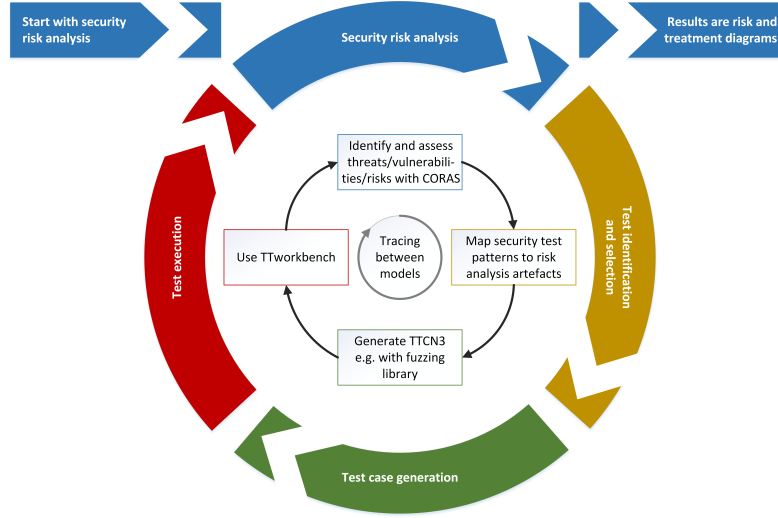 Start with security
risk analysis
Security risk analysis
Results are risk and
treatment diagrams
Identify and assess
threats/vulnerabili-
ties/risks with CORAS
Test identification
and selection
Test execution
Use TTworkbench
Tracing
between
models
Map security test
patterns to risk
analysis artefacts
Generate TTCN3
e.g. with fuzzing
library
Test case generation